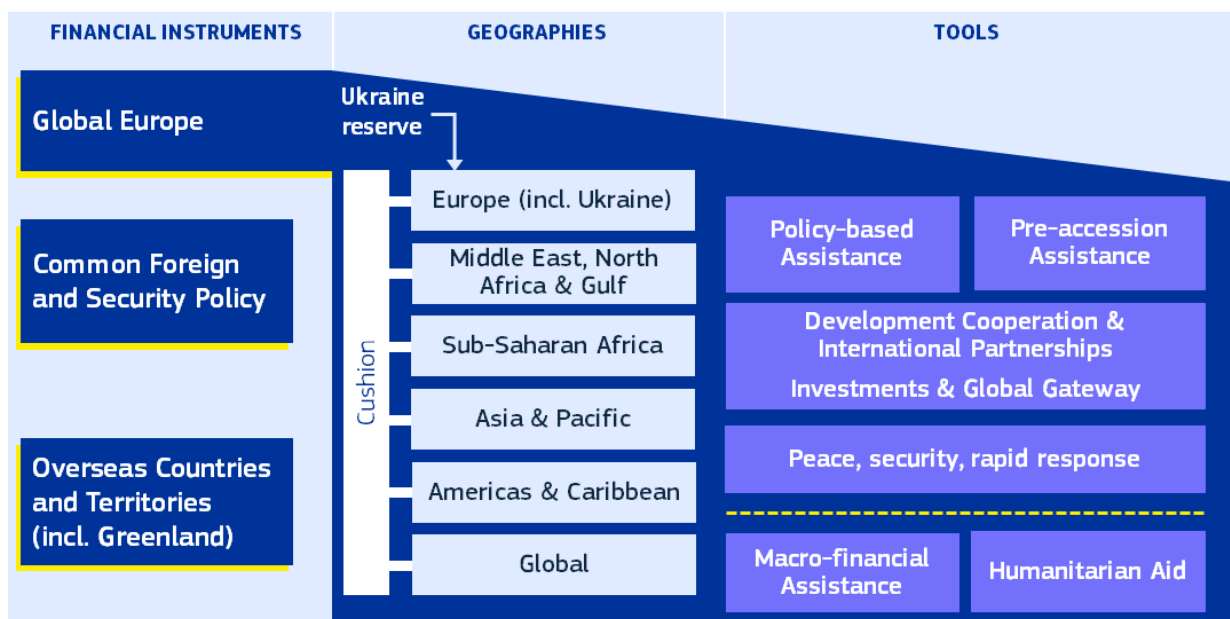 FINANCIAL INSTRUMENTS
GEOGRAPHIES
TOOLS
Global Europe
Common Foreign
and Security Policy
Overseas Countries
and Territories
(incl. Greenland)
Ukraine
reserve
Cushion
Europe (incl. Ukraine)
Middle East, North
Africa & Gulf
Sub-Saharan Africa
Asia & Pacific
Americas & Caribbean
Global
Policy-based
Assistance
Pre-accession
Assistance
Development Cooperation &
International Partnerships
Investments & Global Gateway
Peace, security, rapid response
Macro-financial
Assistance
Humanitarian Aid